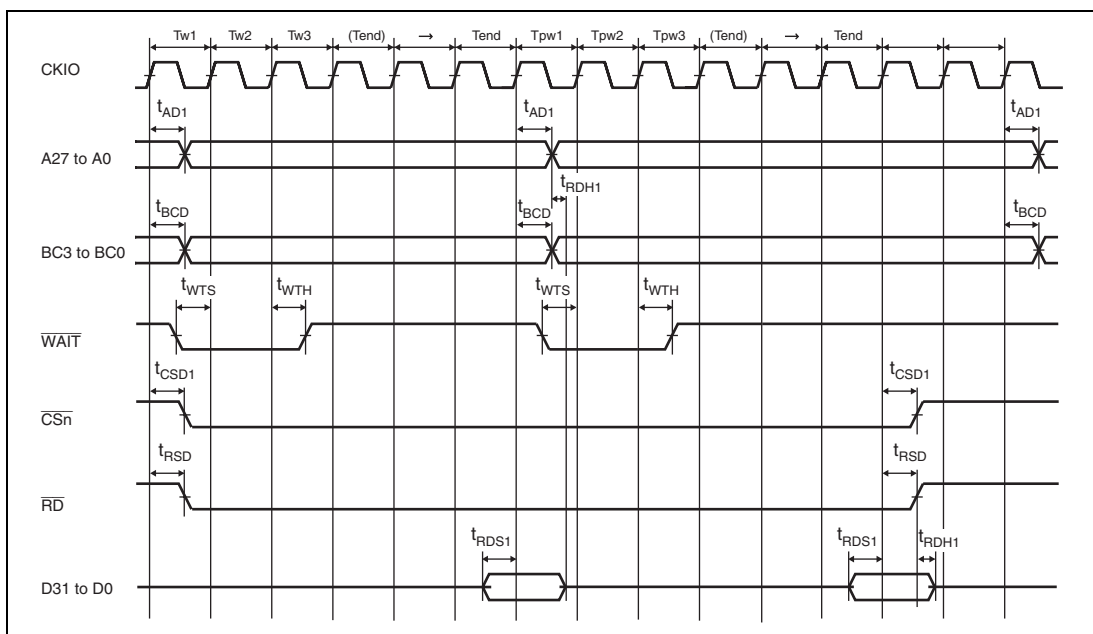 Tw1 Tw2 Tw3 (Tend) → Tend Tpw1 Tpw2 Tpw3 (Tend) → Tend
CKIO
tAD1 tAD1 tAD1
A27 to A0
tRDH1
tBCD tBCD tBCD
BC3 to BC0
tWTS tWTH tWTS tWTH
WAIT
tCSD1 tCSD1
CSn
tRSD tRSD
RD
tRDS1 tRDS1 tRDH1
D31 to D0